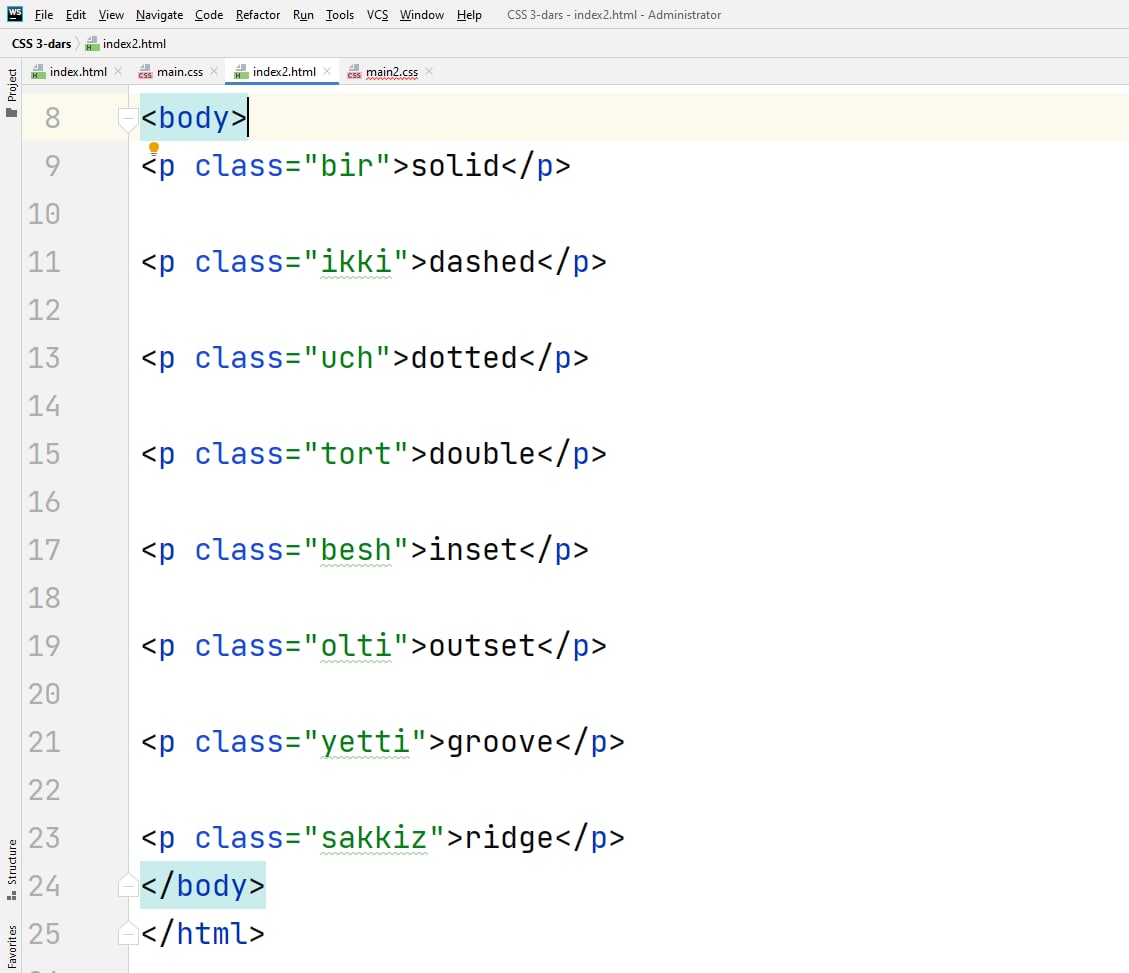 WS File Edit View Navigate Code Refactor Run Tools VCS Window Help CSS 3-dars - index2.html - Administrator
CSS 3-dars index2.html
index.html main.css index2.html main2.css
Project
8 <body>
9 <p class="bir">solid</p>
10
11 <p class="ikki">dashed</p>
12
13 <p class="uch">dotted</p>
14
15 <p class="tort">double</p>
16
17 <p class="besh">inset</p>
18
19 <p class="olti">outset</p>
20
21 <p class="yetti">groove</p>
22
23 <p class="sakkiz">ridge</p>
24 </body>
25 </html>
Structure
Favorites